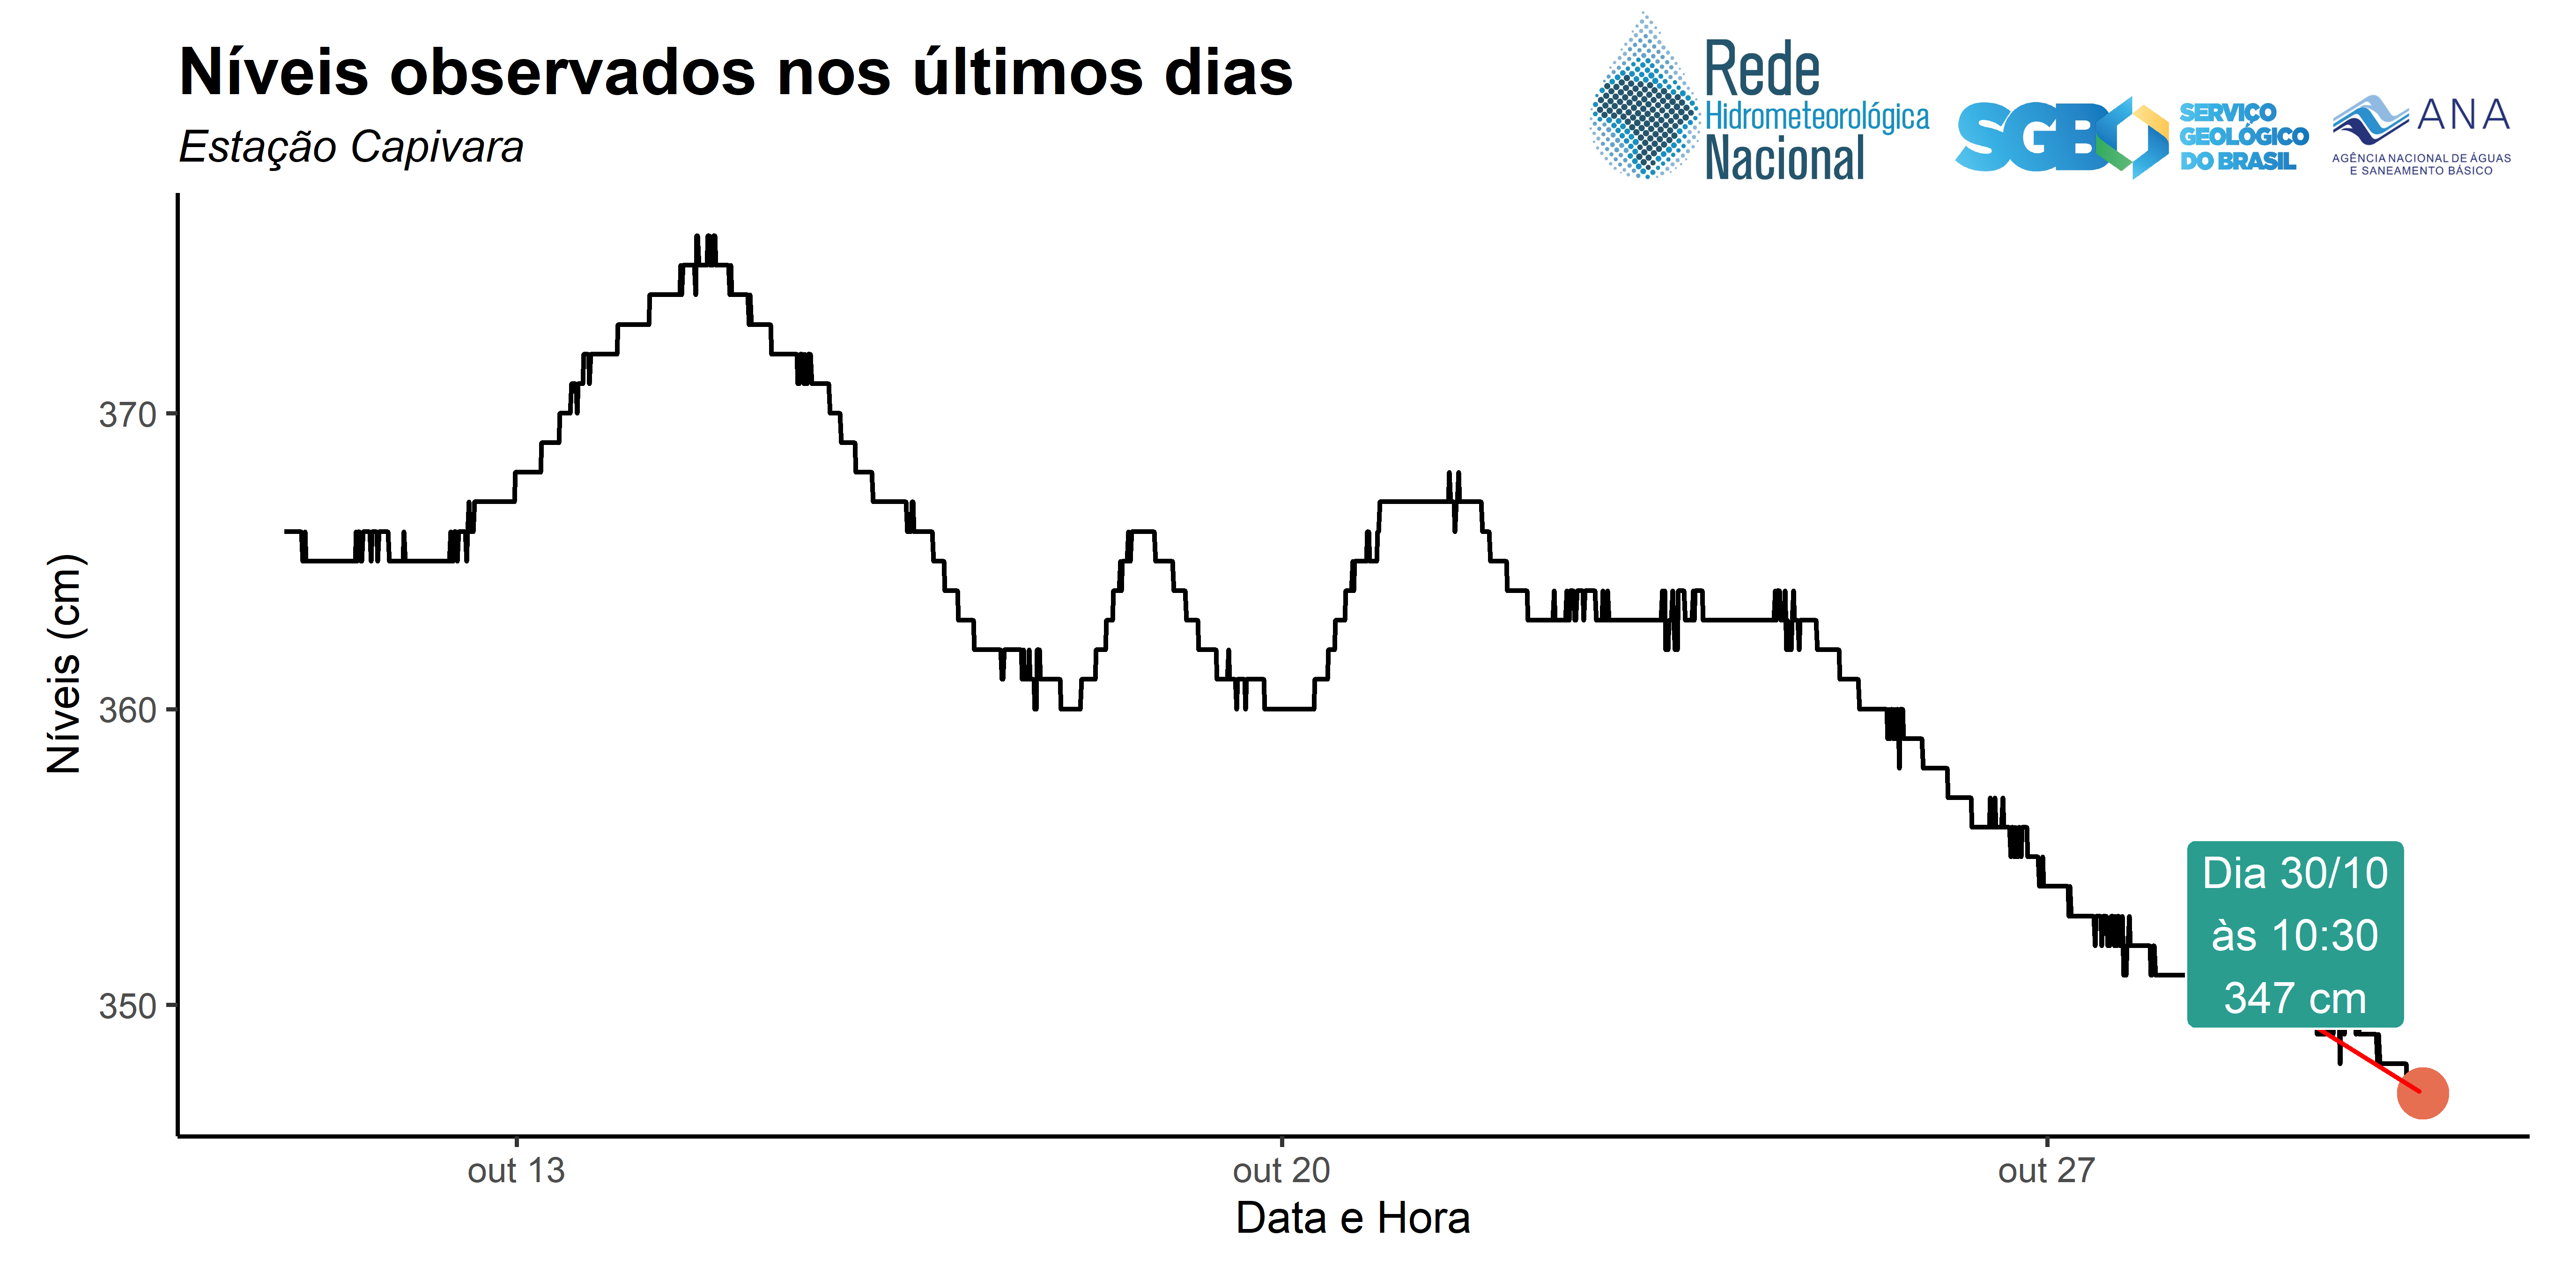 Níveis observados nos últimos dias
Estação Capivara
Rede
Hidrometeorológica
Nacional
SGB
SERVIÇO
GEOLÓGICO
DO BRASIL
ANA
AGÊNCIA NACIONAL DE ÁGUAS
E SANEAMENTO BÁSICO
Níveis (cm)
370
360
350
Dia 30/10
às 10:30
347 cm
out 13
out 20
out 27
Data e Hora